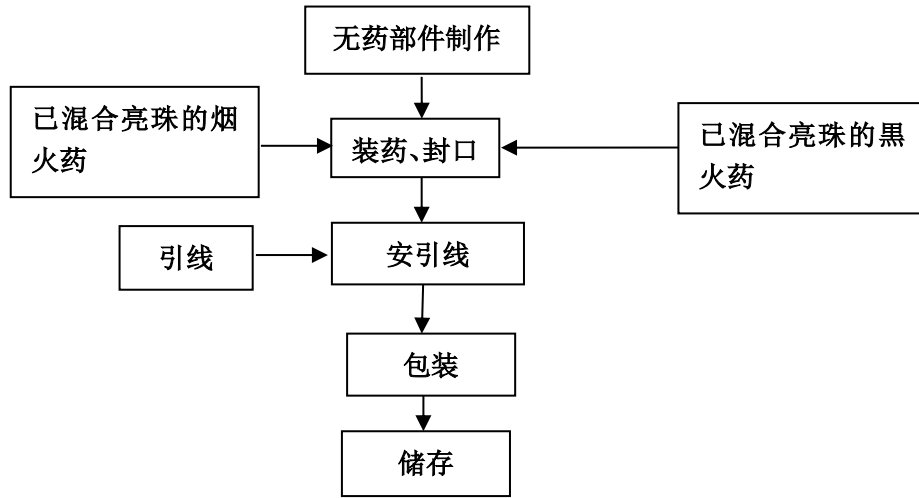 无药部件制作
已混合亮珠的烟
火药
装药、封口
已混合亮珠的黑
火药
引线
安引线
包装
储存